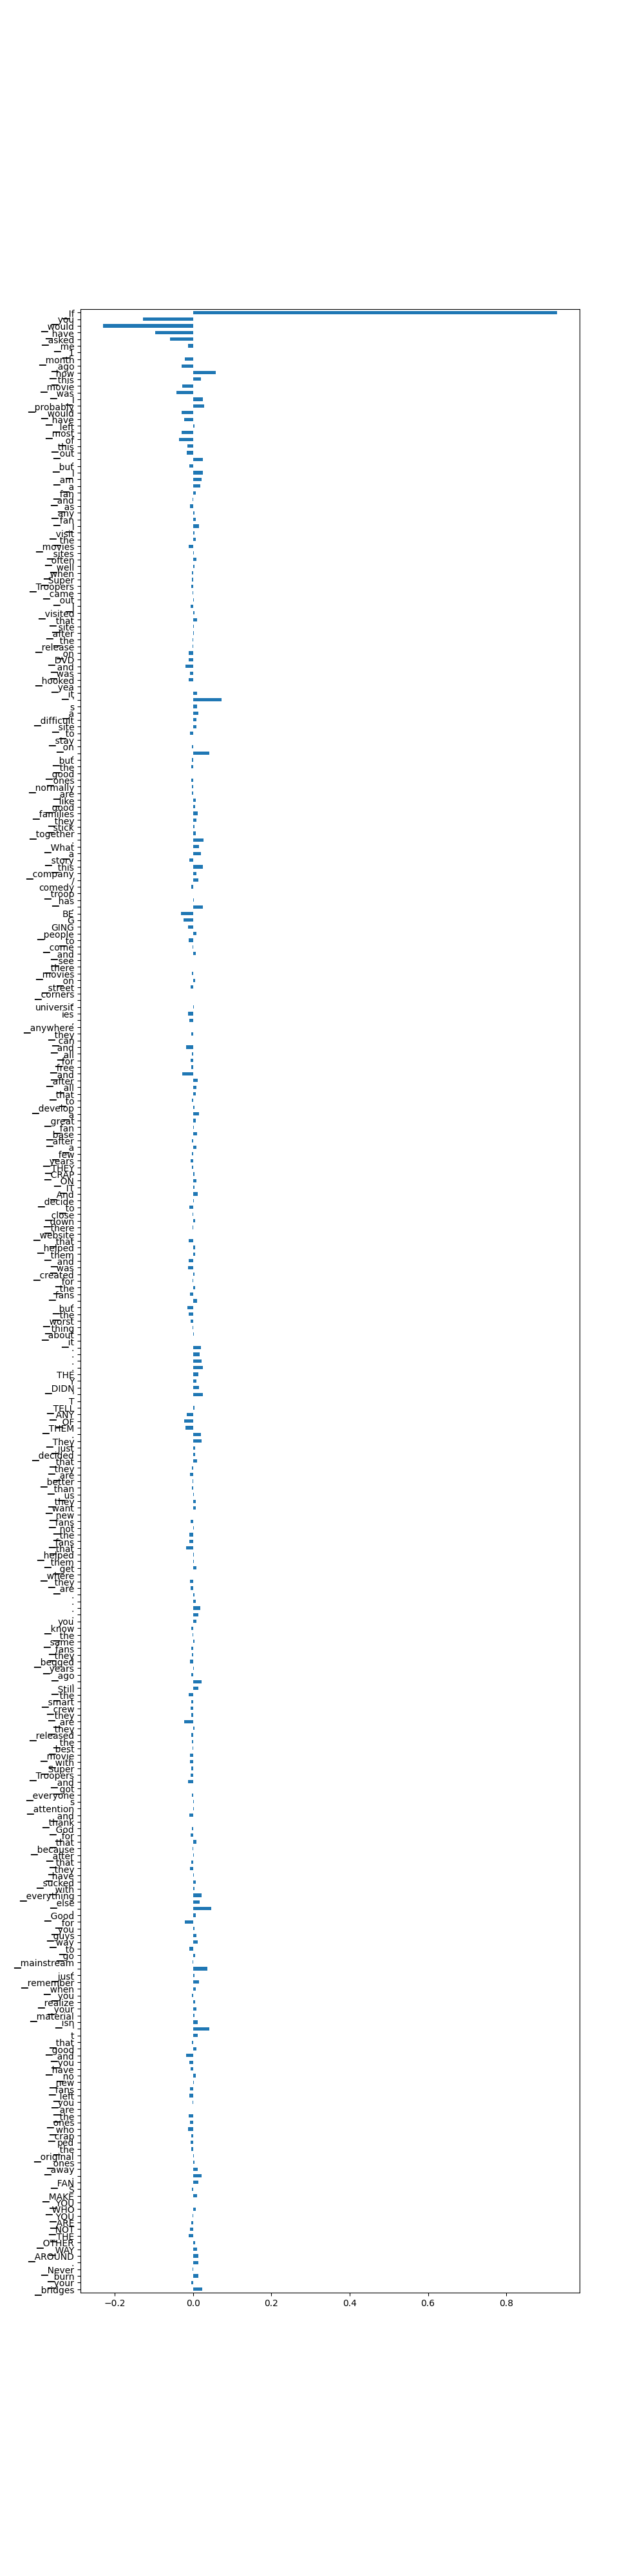 If
_you
_would
_have
_asked
_me
_1
_month
_ago
_how
_this
_movie
_was
_I
_probably
_would
_have
_left
_most
_of
_this
_out
_,
_but
_I
_am
_a
_fan
_and
_as
_any
_fan
_I
_visit
_the
_movies
_sites
_often
_well
_when
_Super
_Troopers
_came
_out
_I
_visited
_that
_site
_after
_the
_release
_on
_DVD
_and
_was
_hooked
_yea
_it
_'
s
_a
_difficult
_site
_to
_stay
_on
_,
_but
_the
_good
_ones
_normally
_are
_like
_good
_families
_they
_stick
_together
_.
_What
_a
_story
_this
_company
_/
comedy
_troop
_has
_.
BE
G
GING
_people
_to
_come
_and
_see
_there
_movies
_on
_street
_corners
_,
universit
ies
_,
_anywhere
_they
_can
_and
_all
_for
_free
_and
_after
_all
_that
_to
_develop
_a
_great
_fan
_base
_after
_a
_few
_years
_THEY
_CRAP
_ON
_IT
_And
_decide
_to
_close
_down
_there
_website
_that
_helped
_them
_and
_was
_created
_for
_the
_fans
_,
_but
_the
_worst
_thing
_about
_it
_.
.
.
.
THE
Y
_DIDN
_'
T
_TELL
_ANY
_OF
_THEM
_.
_They
_just
_decided
_that
_they
_are
_better
_than
_us
_they
_want
_new
_fans
_not
_the
_fans
_that
_helped
_them
_get
_where
_they
_are
_.
.
.
.
you
_know
_the
_same
_fans
_they
_begged
_years
_ago
_.
_Still
_the
_smart
_crew
_they
_are
_they
_released
_the
_best
_movie
_with
_Super
_Troopers
_and
_got
_everyone
_s
_attention
_and
_thank
_God
_for
_that
_because
_after
_that
_they
_have
_sucked
_with
_everything
_else
_.
_Good
_for
_you
_guys
_way
_to
_go
_mainstream
_,
_just
_remember
_when
_you
_realize
_your
_material
_isn
_'
t
_that
_good
_and
_you
_have
_no
_new
_fans
_left
_you
_are
_the
_ones
_who
_crap
ped
_the
_original
_ones
_away
_.
_FAN
S
_MAKE
_YOU
_WHO
_YOU
_ARE
_NOT
_THE
_OTHER
_WAY
_AROUND
_.
_Never
_burn
_your
_bridges
−0.2
0.0
0.2
0.4
0.6
0.8